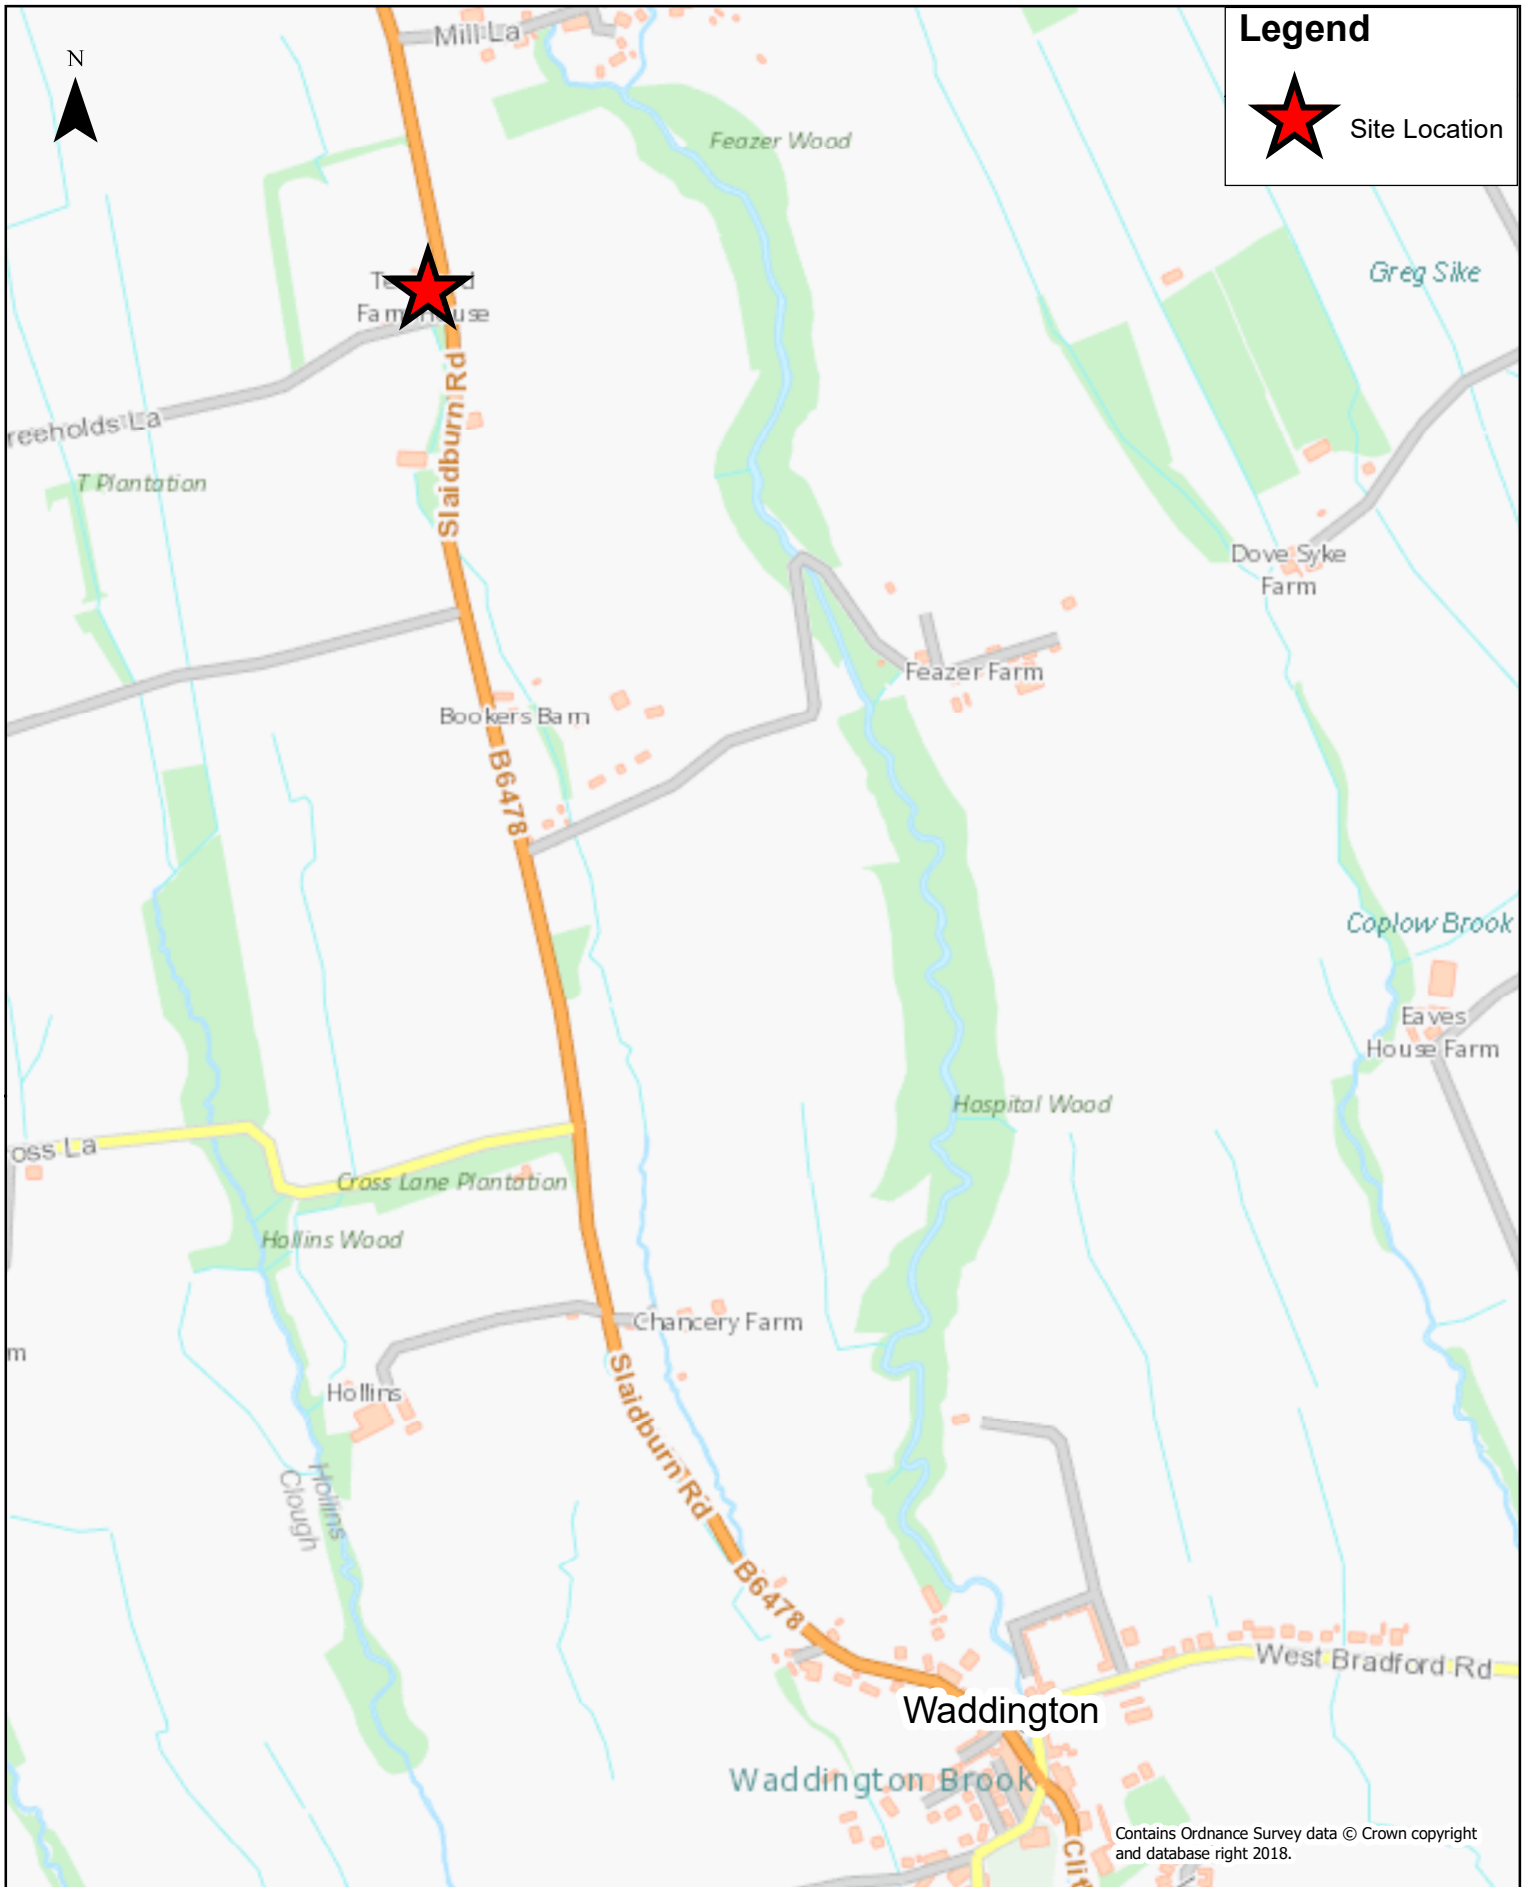 Legend
Site Location
N
Mill La
Feazer Wood
Greg Sike
Slaidburn Rd
reeholds La
T Plantation
Dove Syke
Farm
Feazer Farm
Bookers Barn
B6478
Coplow Brook
Eaves
House Farm
Hospital Wood
oss La
Cross Lane Plantation
Hollins Wood
Chancery Farm
m
Hollins
Slaidburn Rd
Hollins
Clough
B6478
West Bradford Rd
Waddington
Waddington Brook
Contains Ordnance Survey data © Crown copyright
and database right 2018.